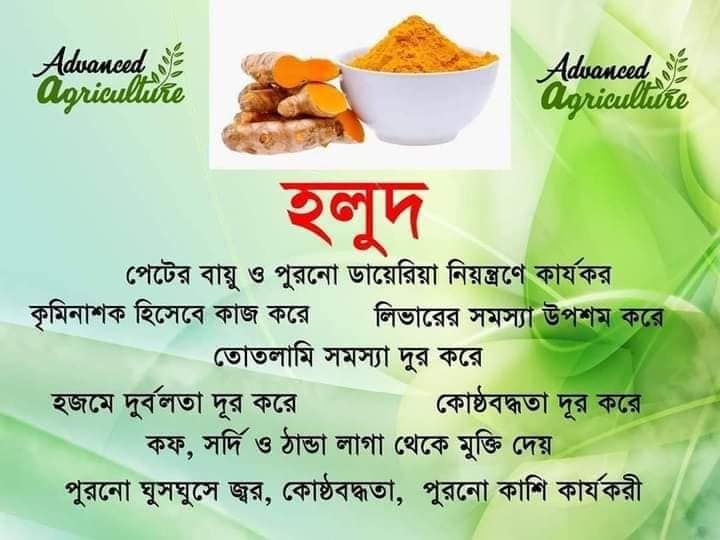 Advanced Agriculture
Advanced Agriculture
হলুদ
পেটের বায়ু ও পুরনো ডায়েরিয়া নিয়ন্ত্রণে কার্যকর
কৃমিনাশক হিসেবে কাজ করে লিভারের সমস্যা উপশম করে
তোতলামি সমস্যা দুর করে
হজমে দুর্বলতা দূর করে কোষ্ঠবদ্ধতা দূর করে
কফ, সর্দি ও ঠান্ডা লাগা থেকে মুক্তি দেয়
পুরনো ঘুসঘুসে জ্বর, কোষ্ঠবদ্ধতা, পুরনো কাশি কার্যকরী